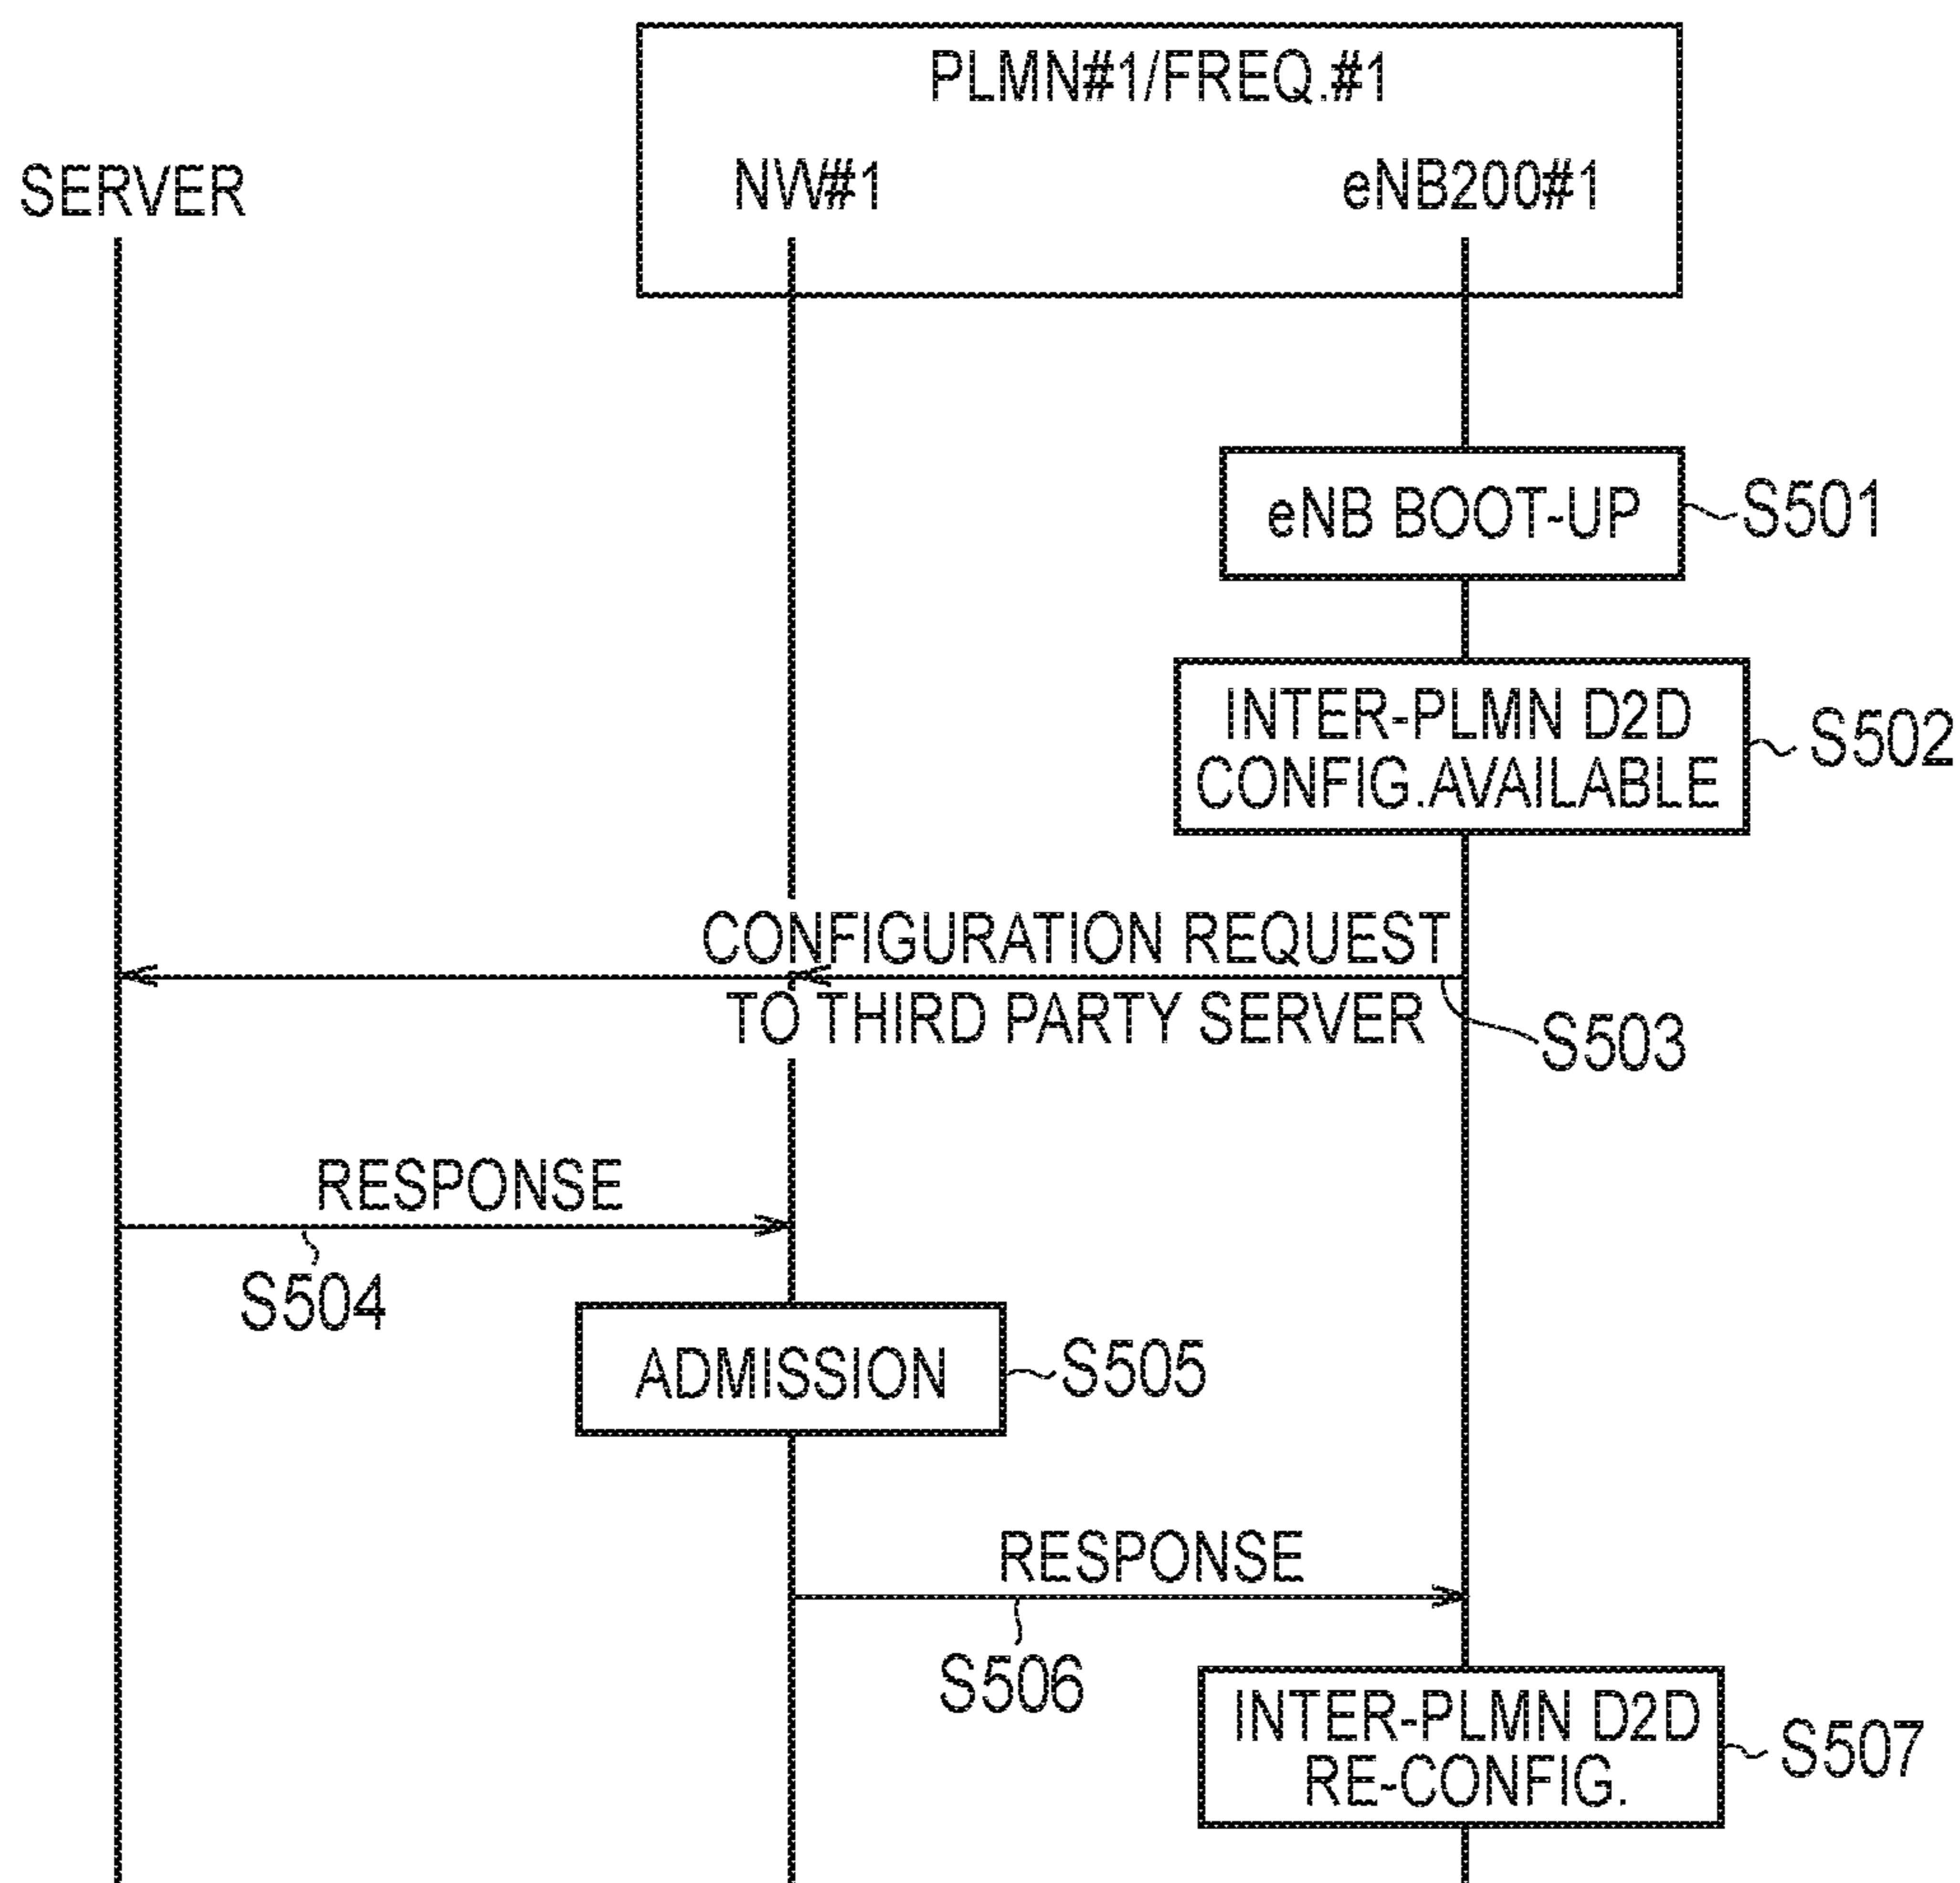 PLMN#1/FREQ.#1
SERVER
NW#1
eNB200#1
eNB BOOT-UP
S501
INTER-PLMN D2D
CONFIG.AVAILABLE
S502
CONFIGURATION REQUEST
TO THIRD PARTY SERVER
S503
RESPONSE
S504
ADMISSION
S505
RESPONSE
S506
INTER-PLMN D2D
RE-CONFIG.
S507